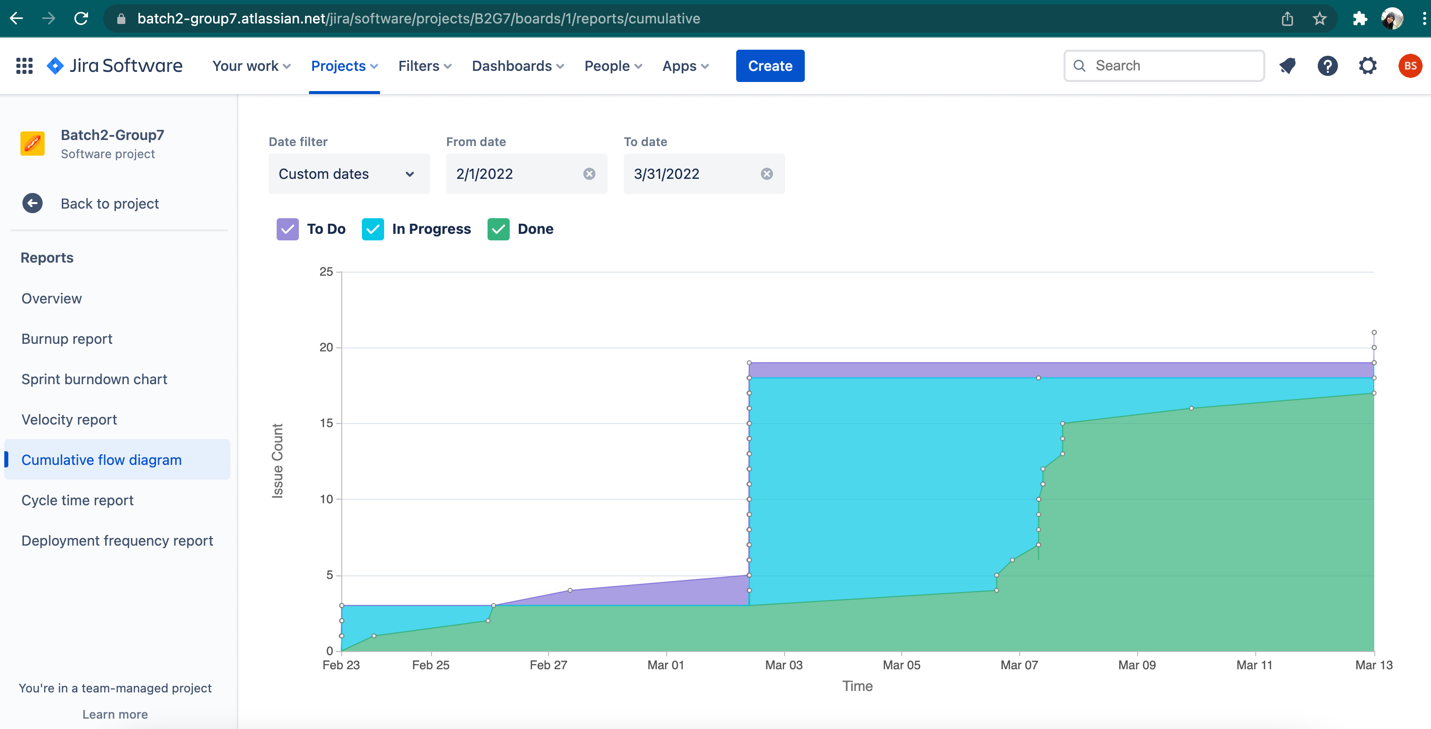 batch2-group7.atlassian.net/jira/software/projects/B2G7/boards/1/reports/cumulative
Jira Software Your work Projects Filters Dashboards People Apps Create Search BS
Batch2-Group7
Software project
Back to project
Reports
Overview
Burnup report
Sprint burndown chart
Velocity report
Cumulative flow diagram
Cycle time report
Deployment frequency report
You're in a team-managed project
Learn more
Date filter From date To date
Custom dates 2/1/2022 3/31/2022
To Do In Progress Done
25
20
15
10
5
0
Issue Count
Feb 23 Feb 25 Feb 27 Mar 01 Mar 03 Mar 05 Mar 07 Mar 09 Mar 11 Mar 13
Time